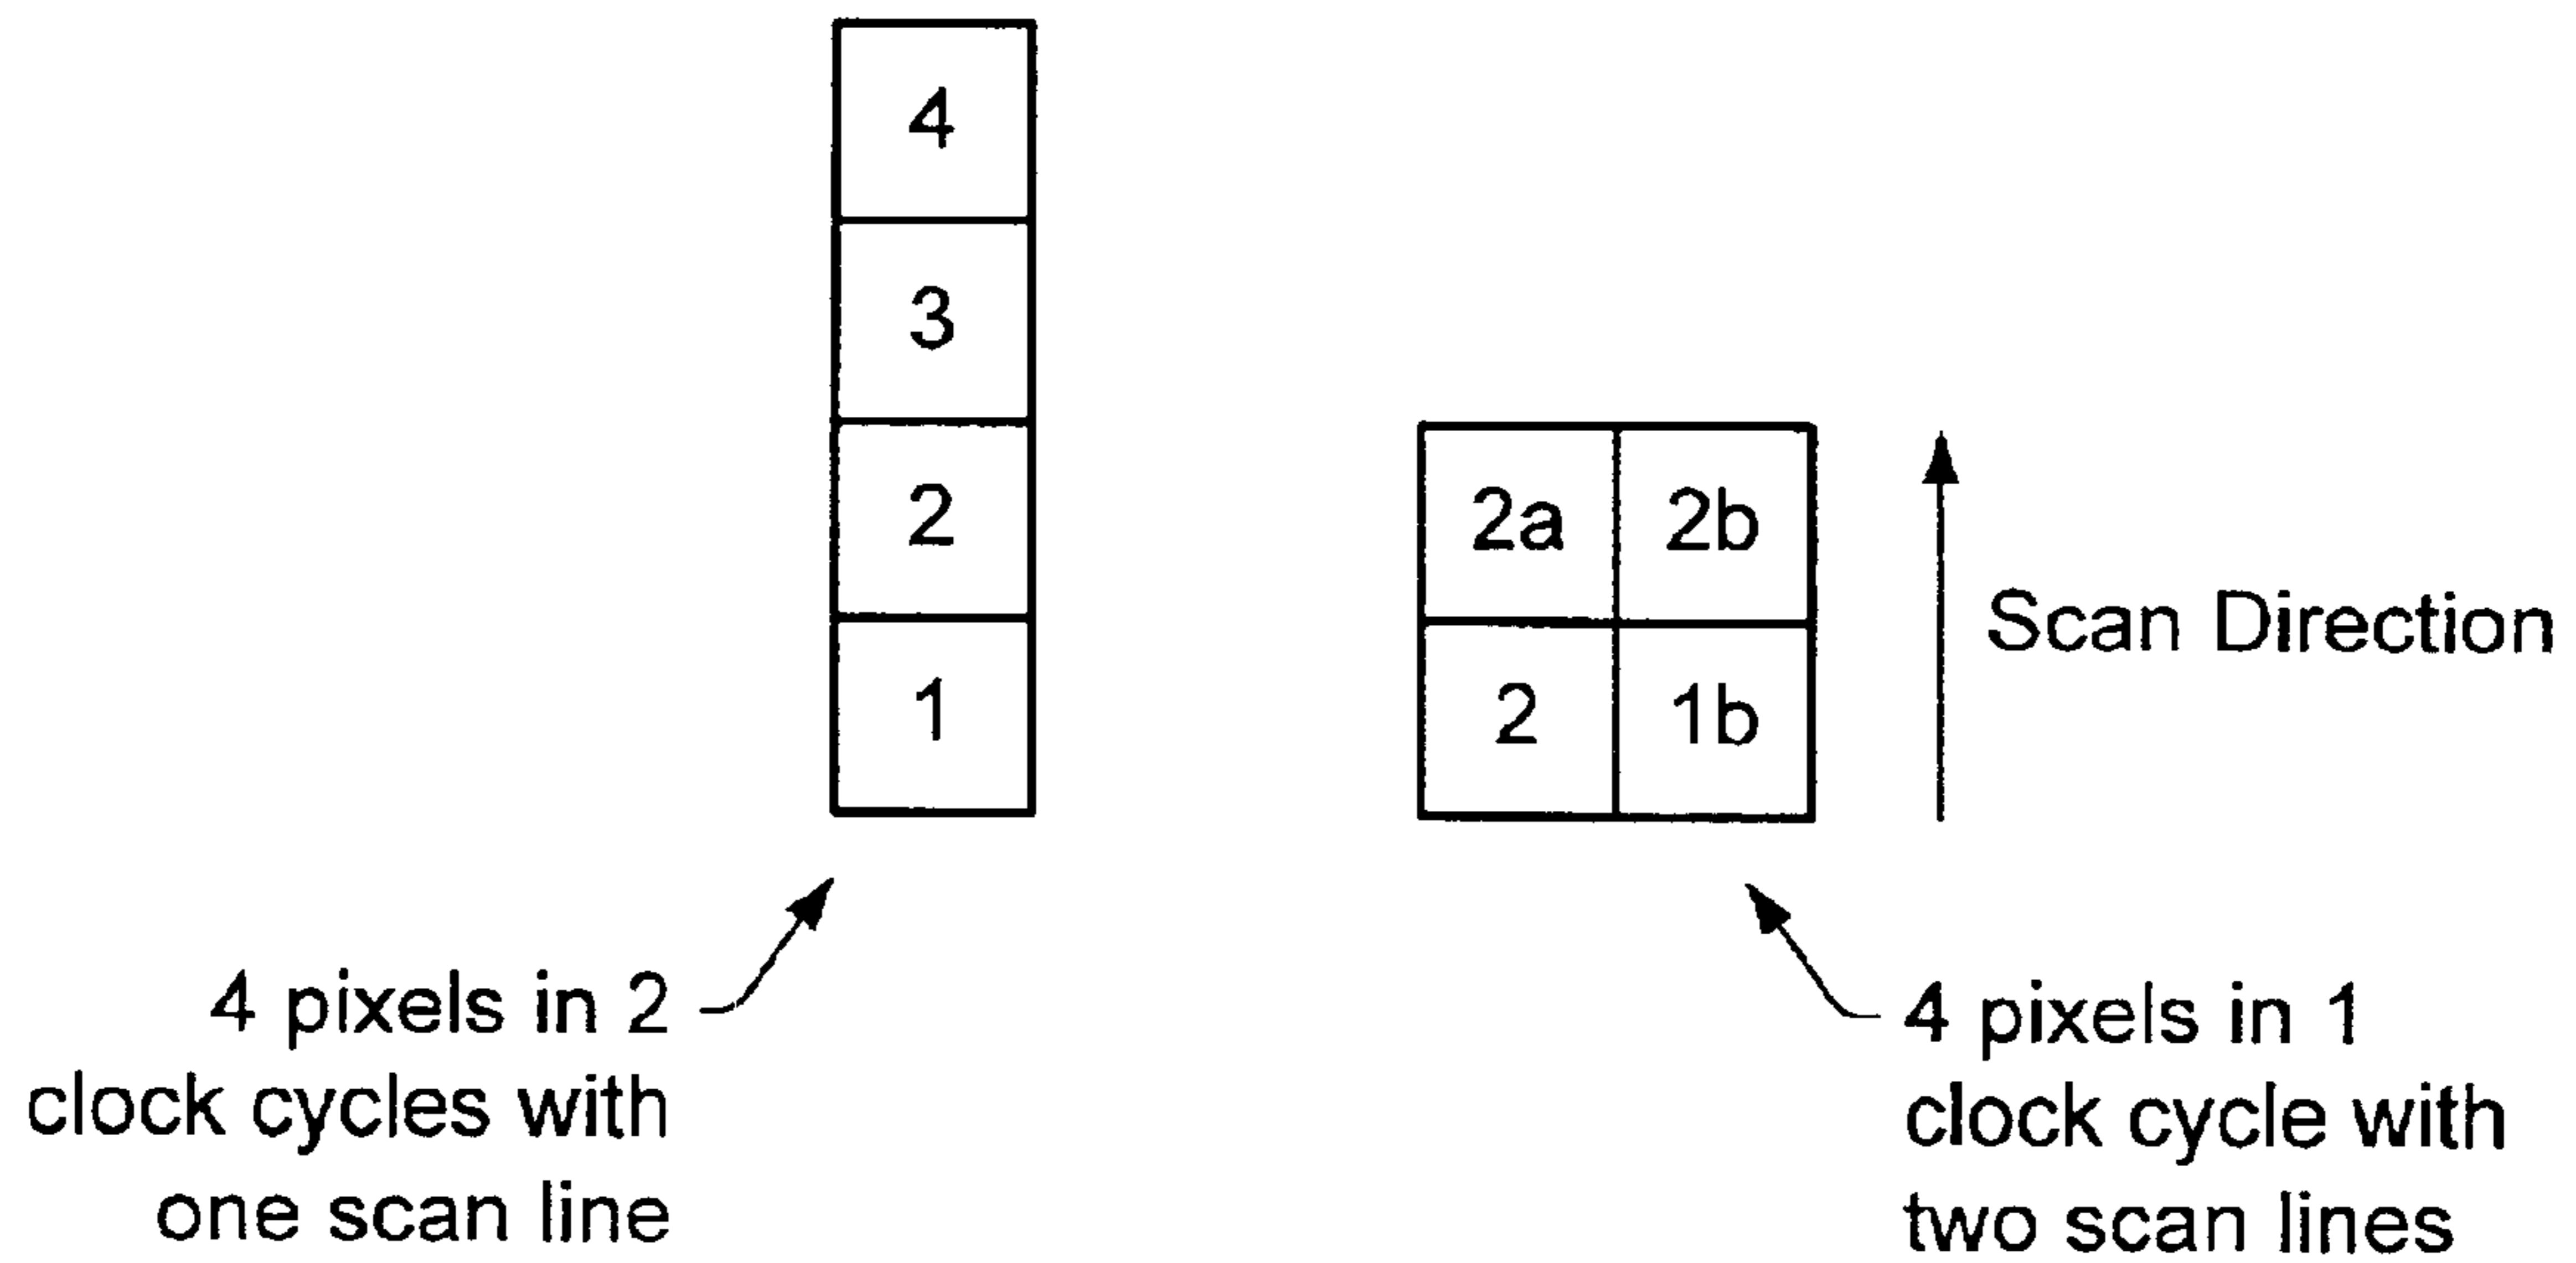 4
3
2
1
2a 2b
2 1b
Scan Direction
4 pixels in 2
clock cycles with
one scan line
4 pixels in 1
clock cycle with
two scan lines